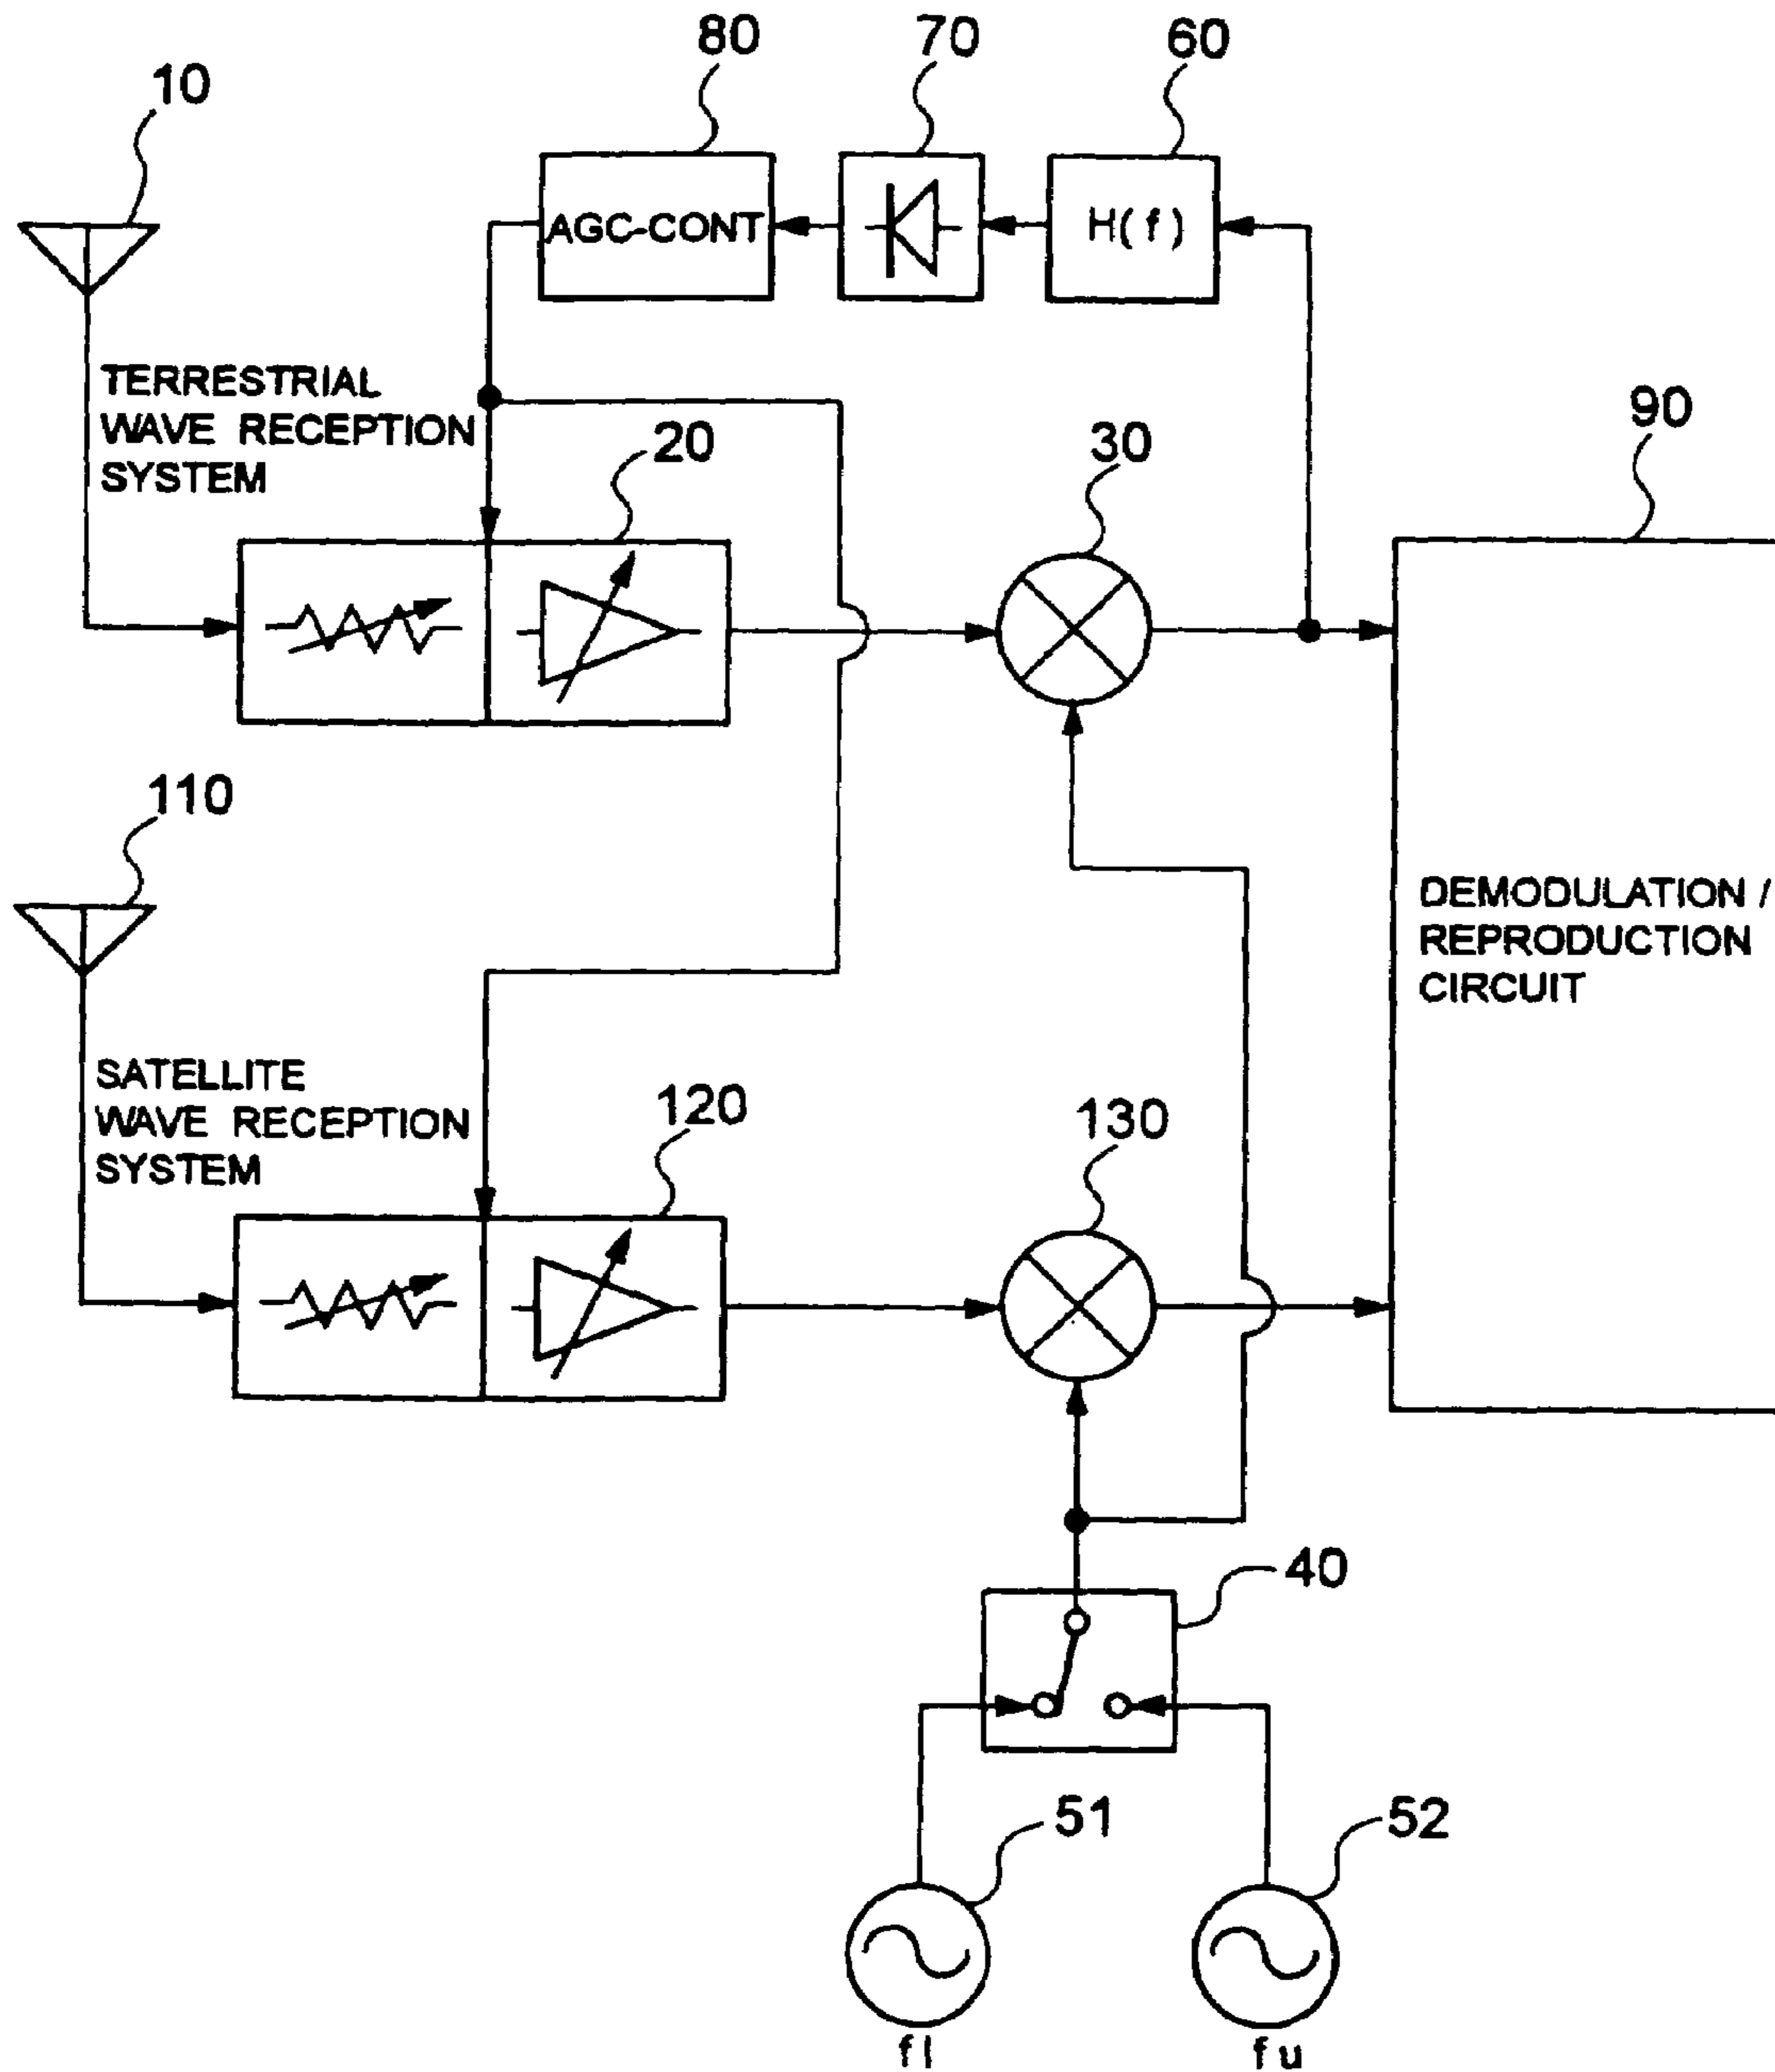 80
70
60
10
AGC-CONT
H(f)
TERRESTRIAL
WAVE RECEPTION
SYSTEM
20
30
90
110
DEMODULATION /
REPRODUCTION
CIRCUIT
SATELLITE
WAVE RECEPTION
SYSTEM
120
130
40
51
52
fl
fu